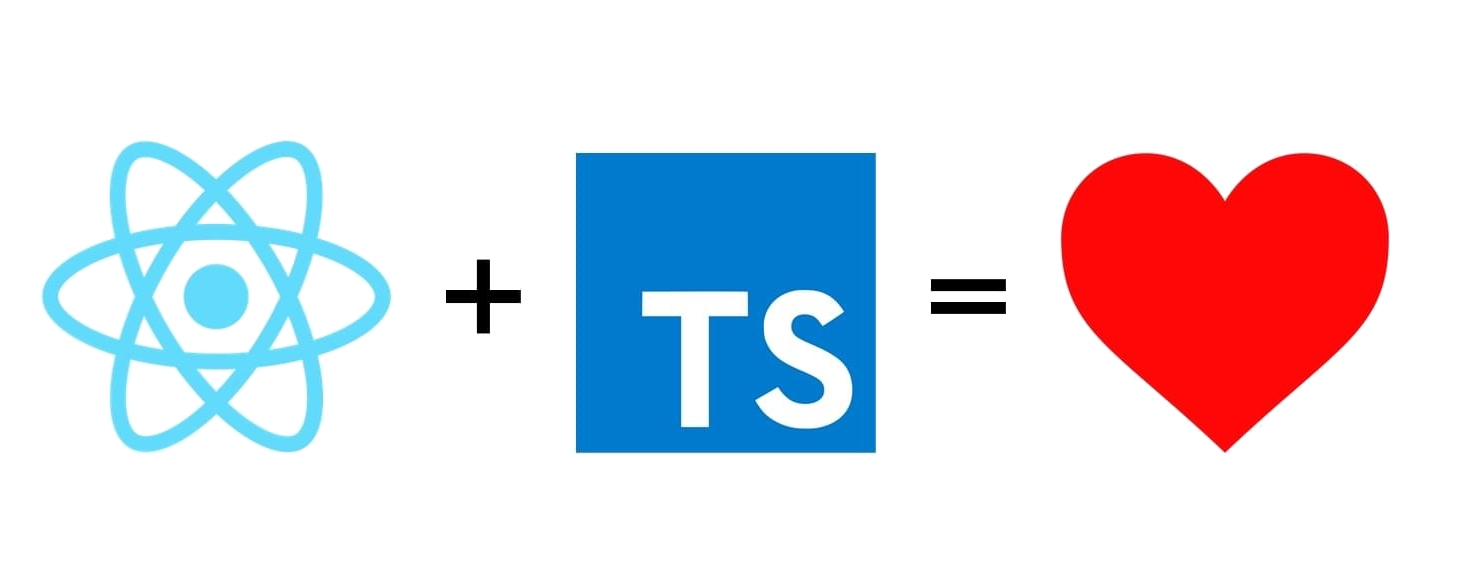 + TS =